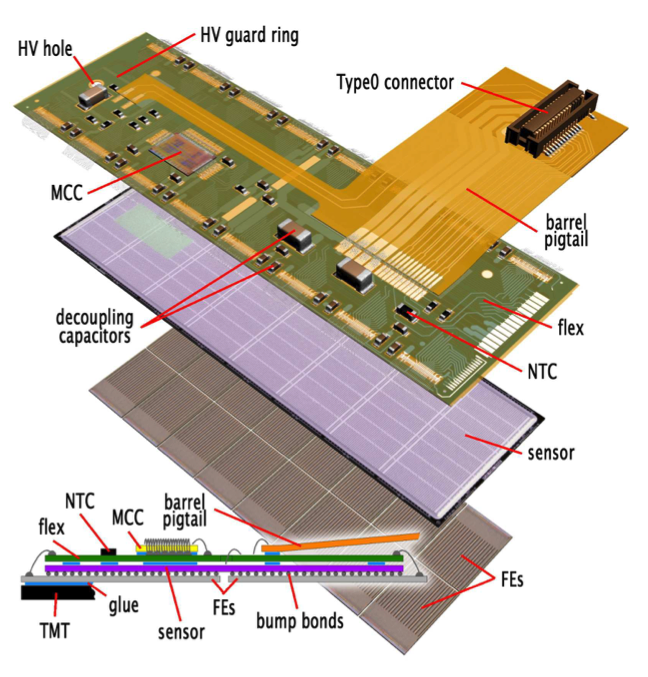 HV guard ring
HV hole
Type0 connector
MCC
barrel
pigtail
decoupling
capacitors
flex
NTC
sensor
barrel
pigtail
NTC
MCC
flex
FEs
glue
FEs
bump bonds
TMT
sensor